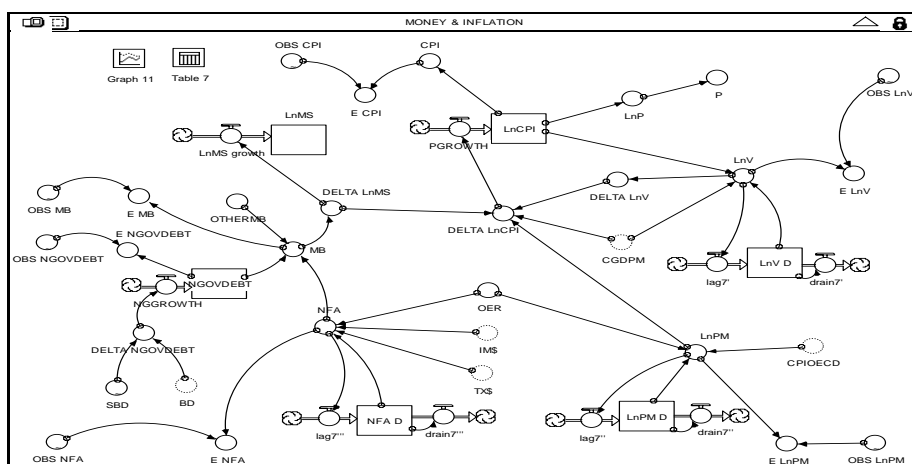 MONEY & INFLATION
OBS CPI
CPI
Graph 11
Table 7
E CPI
P
OBS LnV
LnMS
LnP
LnCPI
LnMS growth
PGROWTH
LnV
E LnV
OBS MB
E MB
DELTA LnMS
DELTA LnV
OTHERMB
DELTA LnCPI
E NGOVDEBT
OBS NGOVDEBT
MB
CGDPM
NGOVDEBT
LnV D
NGGROWTH
lag7'
drain7'
NFA
OER
DELTA NGOVDEBT
IM$
LnPM
CPIOECD
TX$
SBD
BD
NFA D
LnPM D
lag7'''
drain7'''
lag7''
drain7''
OBS NFA
E NFA
E LnPM
OBS LnPM